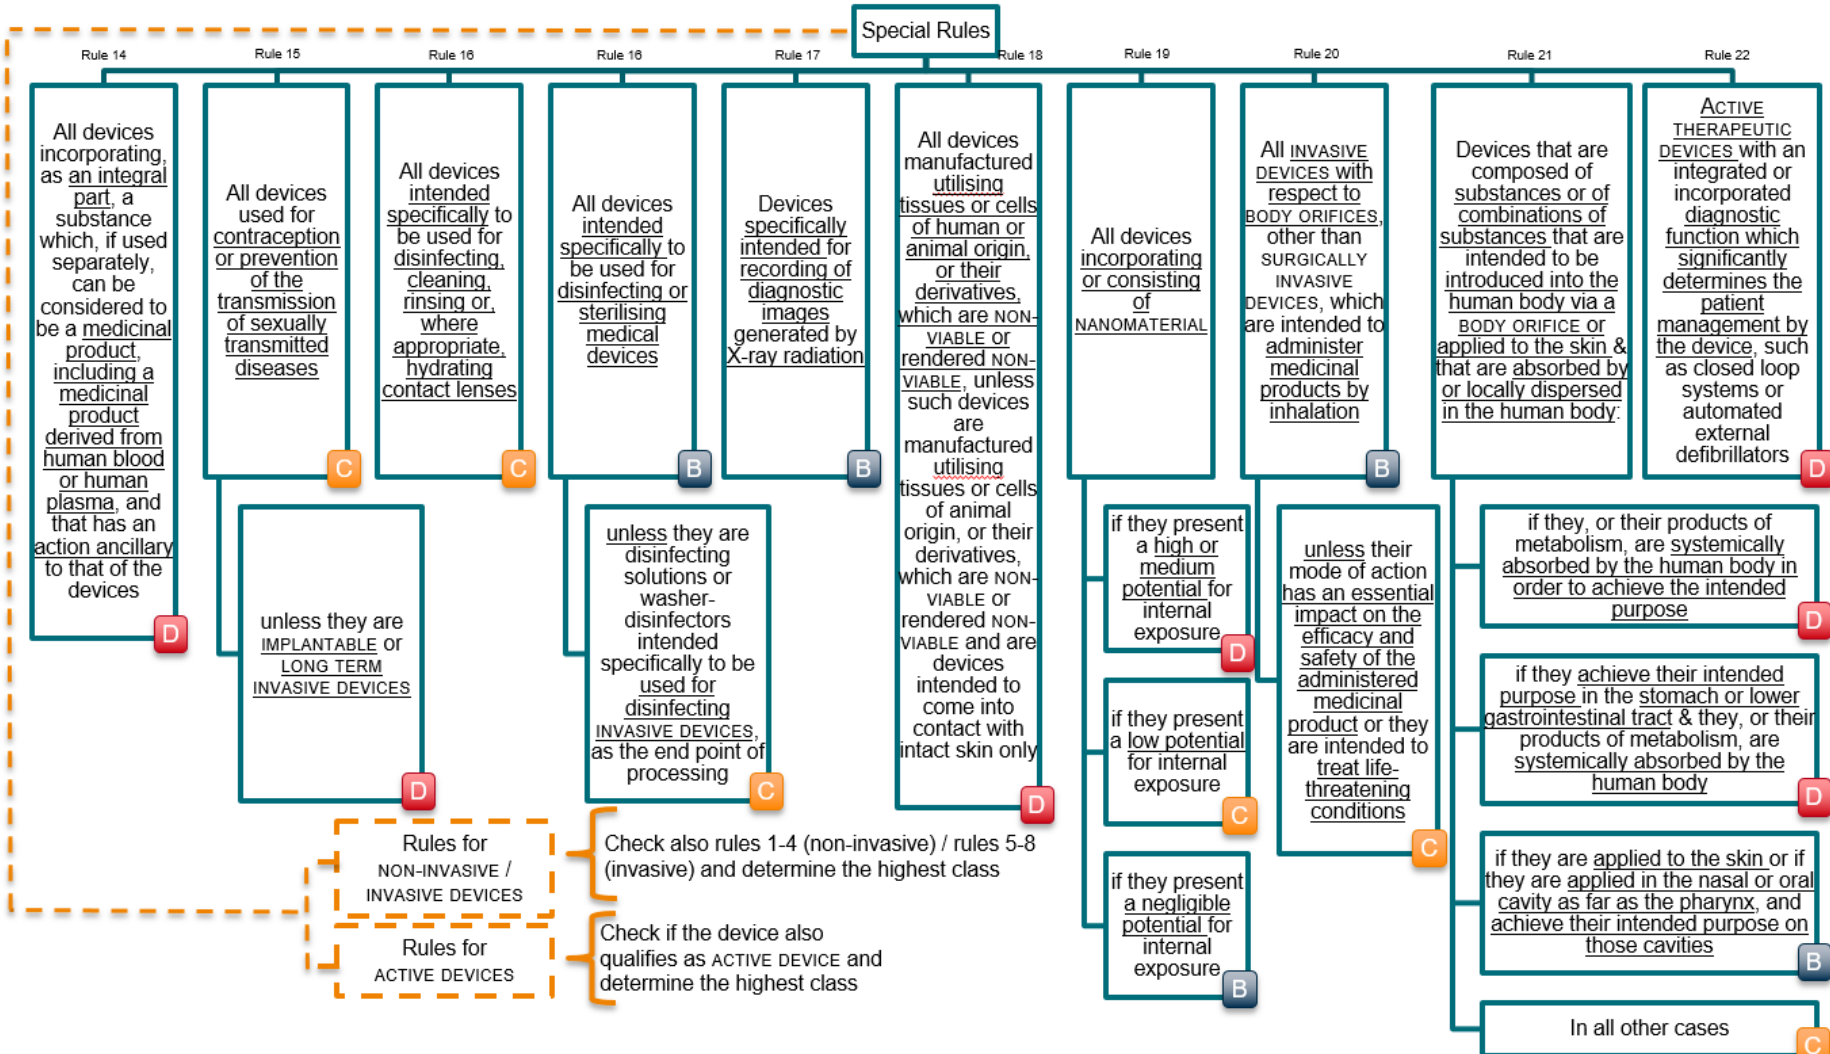 Special Rules
Rule 14
Rule 15
Rule 16
Rule 16
Rule 17
Rule 18
Rule 19
Rule 20
Rule 21
Rule 22
All devices
incorporating,
as an integral
part, a
substance
which, if used
separately,
can be
considered to
be a medicinal
product,
including a
medicinal
product
derived from
human blood
or human
plasma, and
that has an
action ancillary
to that of the
devices
D
All devices
used for
contraception
or prevention
of the
transmission
of sexually
transmitted
diseases
C
unless they are
IMPLANTABLE or
LONG TERM
INVASIVE DEVICES
D
All devices
intended
specifically to
be used for
disinfecting,
cleaning,
rinsing or,
where
appropriate,
hydrating
contact lenses
C
All devices
intended
specifically to
be used for
disinfecting or
sterilising
medical
devices
B
unless they are
disinfecting
solutions or
washer-
disinfectors
intended
specifically to be
used for
disinfecting
INVASIVE DEVICES,
as the end point of
processing
C
Devices
specifically
intended for
recording of
diagnostic
images
generated by
X-ray radiation
B
All devices
manufactured
utilising
tissues or cells
of human or
animal origin,
or their
derivatives,
which are NON-
VIABLE or
rendered NON-
VIABLE, unless
such devices
are
manufactured
utilising
tissues or cells
of animal
origin, or their
derivatives,
which are NON-
VIABLE or
rendered NON-
VIABLE and are
devices
intended to
come into
contact with
intact skin only
D
All devices
incorporating
or consisting
of
NANOMATERIAL
if they present
a high or
medium
potential for
internal
exposure
D
if they present
a low potential
for internal
exposure
C
if they present
a negligible
potential for
internal
exposure
B
All INVASIVE
DEVICES with
respect to
BODY ORIFICES,
other than
SURGICALLY
INVASIVE
DEVICES, which
are intended to
administer
medicinal
products by
inhalation
B
unless their
mode of action
has an essential
impact on the
efficacy and
safety of the
administered
medicinal
product or they
are intended to
treat life-
threatening
conditions
C
Devices that are
composed of
substances or of
combinations of
substances that are
intended to be
introduced into the
human body via a
BODY ORIFICE or
applied to the skin &
that are absorbed by
or locally dispersed
in the human body:
if they, or their products of
metabolism, are systemically
absorbed by the human body in
order to achieve the intended
purpose
D
if they achieve their intended
purpose in the stomach or lower
gastrointestinal tract & they, or their
products of metabolism, are
systemically absorbed by the
human body
D
if they are applied to the skin or if
they are applied in the nasal or oral
cavity as far as the pharynx, and
achieve their intended purpose on
those cavities
B
In all other cases
C
ACTIVE
THERAPEUTIC
DEVICES with an
integrated or
incorporated
diagnostic
function which
significantly
determines the
patient
management by
the device, such
as closed loop
systems or
automated
external
defibrillators
D
Rules for
NON-INVASIVE /
INVASIVE DEVICES
Check also rules 1-4 (non-invasive) / rules 5-8
(invasive) and determine the highest class
Rules for
ACTIVE DEVICES
Check if the device also
qualifies as ACTIVE DEVICE and
determine the highest class